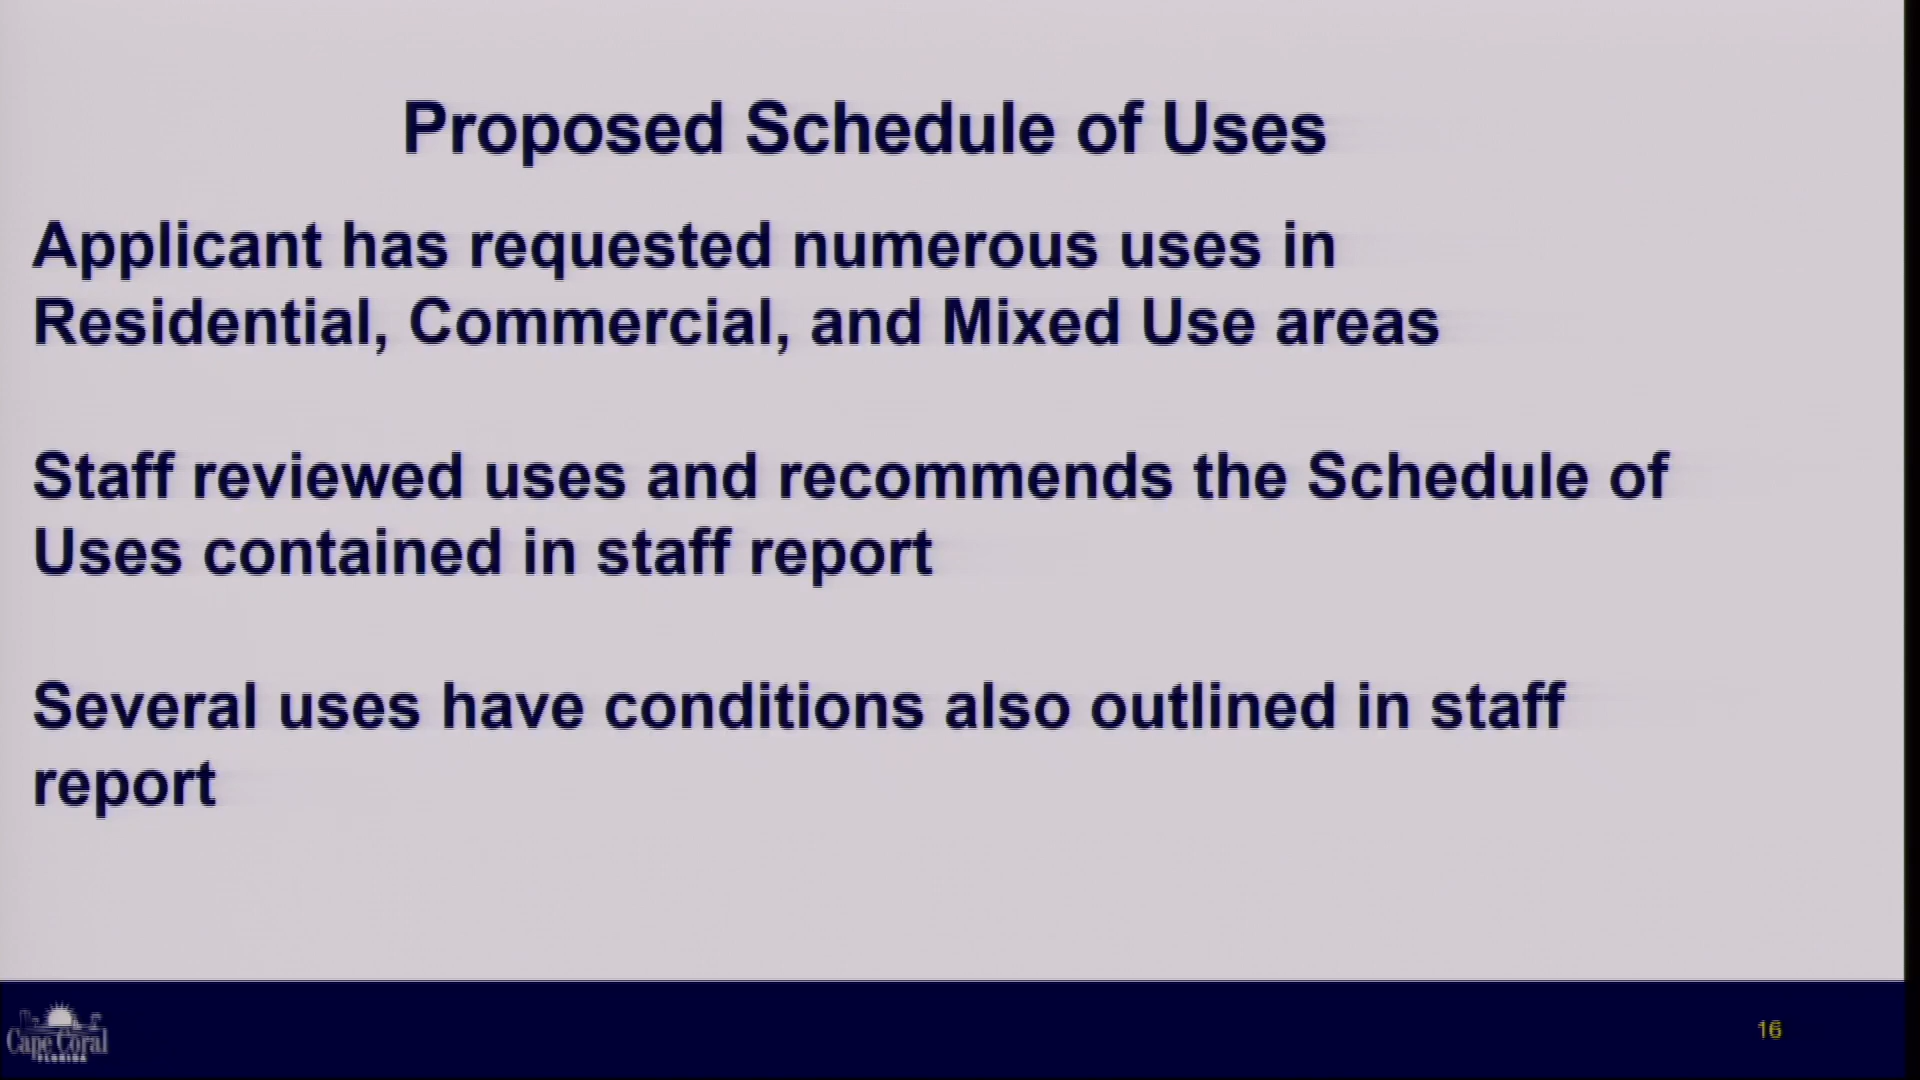 Proposed Schedule of Uses
Applicant has requested numerous uses in
Residential, Commercial, and Mixed Use areas
Staff reviewed uses and recommends the Schedule of
Uses contained in staff report
Several uses have conditions also outlined in staff
report
Cape Coral
FLORIDA
16